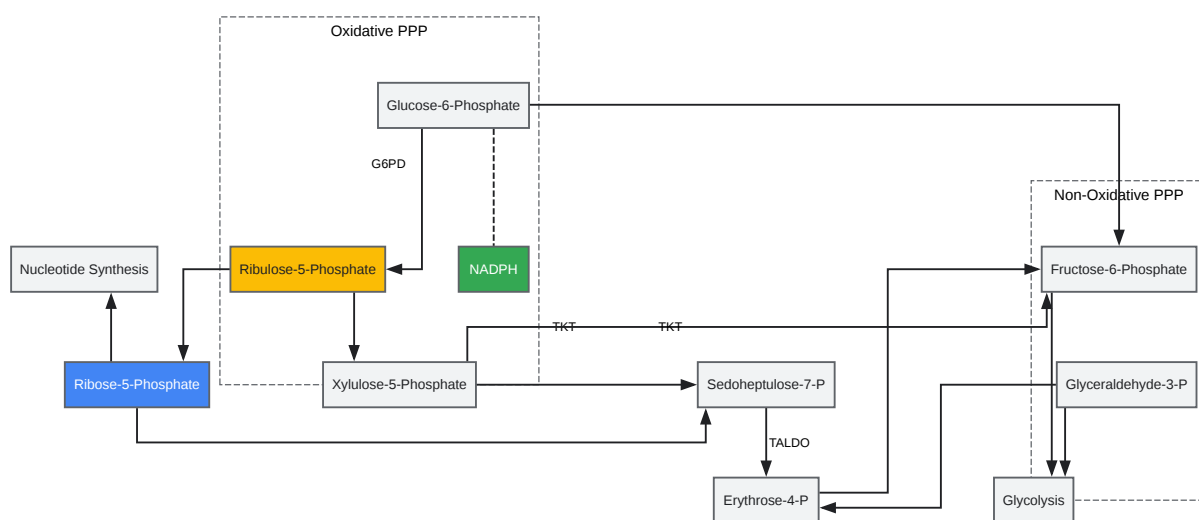 Oxidative PPP
Glucose-6-Phosphate
G6PD
Non-Oxidative PPP
Nucleotide Synthesis
Ribulose-5-Phosphate
NADPH
Fructose-6-Phosphate
TKT
TKT
Ribose-5-Phosphate
Xylulose-5-Phosphate
Sedoheptulose-7-P
Glyceraldehyde-3-P
TALDO
Erythrose-4-P
Glycolysis